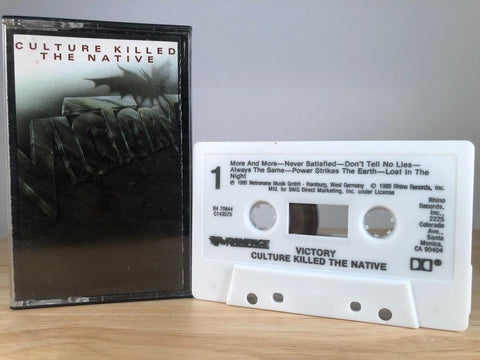 CULTURE KILLED
THE NATIVE
VICTORY
More And More—Never Satisfied—Don't Tell No Lies—
Always The Same—Power Strikes The Earth—Lost In The
Night
1
℗ 1989 Metronome Musik GmbH - Hamburg, West Germany © 1989 Rhino Records, Inc.
Mfd. for BMG Direct Marketing, Inc. under License
R4 70844
C143570
Rhino
Records,
Inc.,
2225
Colorado
Ave.,
Santa
Monica,
CA 90404
RAMPAGE
VICTORY
CULTURE KILLED THE NATIVE